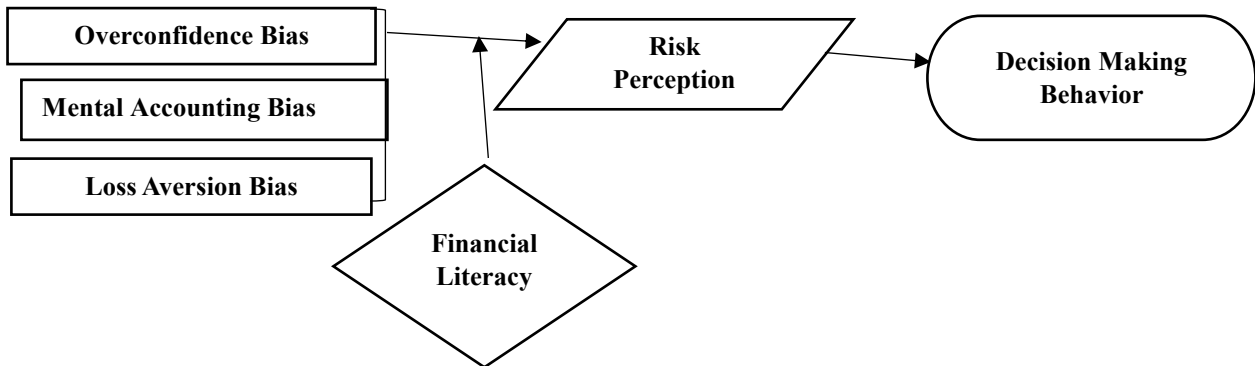 Overconfidence Bias
Mental Accounting Bias
Loss Aversion Bias
Risk
Perception
Decision Making
Behavior
Financial
Literacy